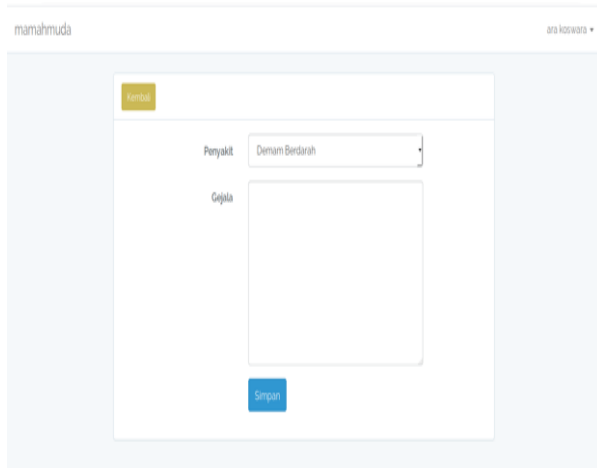 mamahmuda
ara koswara
Kembali
Penyakit
Demam Berdarah
Gejala
Simpan